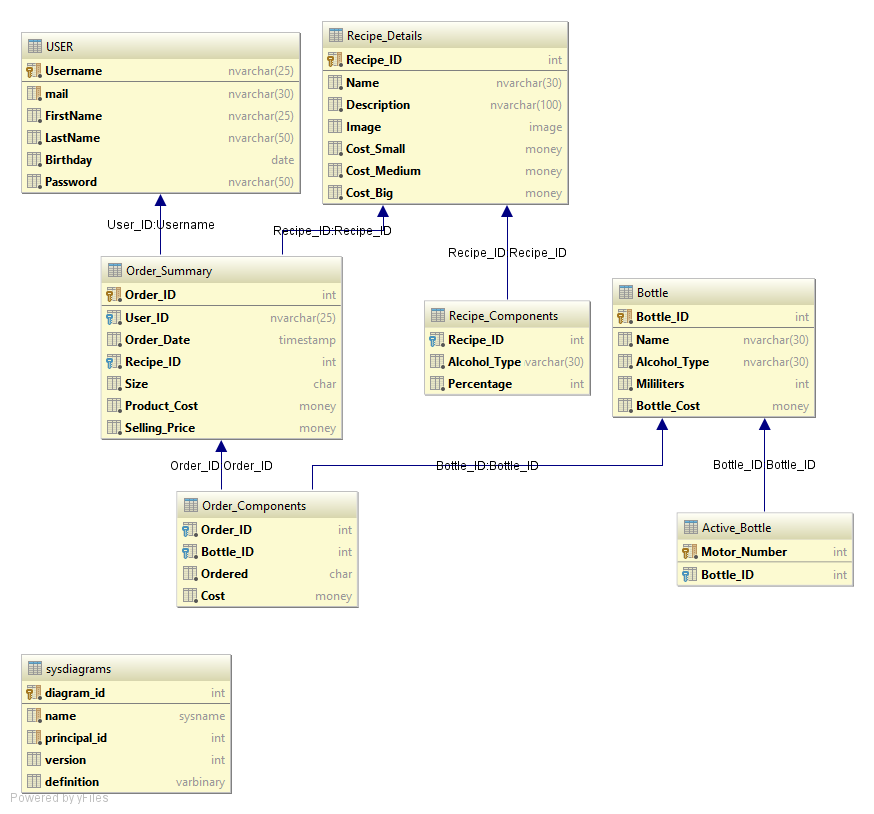 USER
Username nvarchar(25)
mail nvarchar(30)
FirstName nvarchar(25)
LastName nvarchar(50)
Birthday date
Password nvarchar(50)
Recipe_Details
Recipe_ID int
Name nvarchar(30)
Description nvarchar(100)
Image image
Cost_Small money
Cost_Medium money
Cost_Big money
User_ID:Username
Recipe_ID:Recipe_ID
Recipe_ID Recipe_ID
Order_Summary
Order_ID int
User_ID nvarchar(25)
Order_Date timestamp
Recipe_ID int
Size char
Product_Cost money
Selling_Price money
Recipe_Components
Recipe_ID int
Alcohol_Type varchar(30)
Percentage int
Bottle
Bottle_ID int
Name nvarchar(30)
Alcohol_Type nvarchar(30)
Mililiters int
Bottle_Cost money
Order_ID Order_ID
Bottle_ID:Bottle_ID
Bottle_ID Bottle_ID
Order_Components
Order_ID int
Bottle_ID int
Ordered char
Cost money
Active_Bottle
Motor_Number int
Bottle_ID int
sysdiagrams
diagram_id int
name sysname
principal_id int
version int
definition varbinary
Powered by yFiles